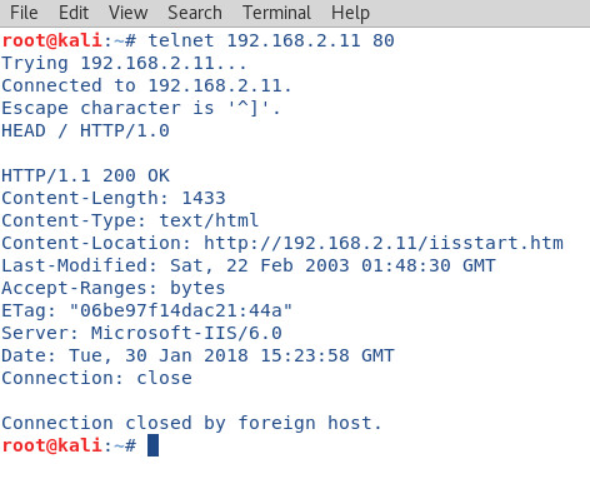 File Edit View Search Terminal Help
root@kali:~# telnet 192.168.2.11 80
Trying 192.168.2.11...
Connected to 192.168.2.11.
Escape character is '^]'.
HEAD / HTTP/1.0

HTTP/1.1 200 OK
Content-Length: 1433
Content-Type: text/html
Content-Location: http://192.168.2.11/iisstart.htm
Last-Modified: Sat, 22 Feb 2003 01:48:30 GMT
Accept-Ranges: bytes
ETag: "06be97f14dac21:44a"
Server: Microsoft-IIS/6.0
Date: Tue, 30 Jan 2018 15:23:58 GMT
Connection: close

Connection closed by foreign host.
root@kali:~#